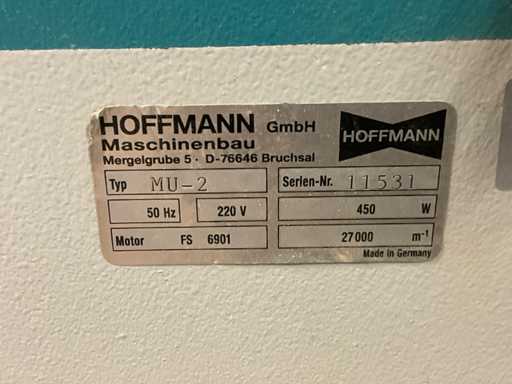 HOFFMANN GmbH
Maschinenbau
Mergelgrube 5 · D-76646 Bruchsal
HOFFMANN
Typ MU-2 Serien-Nr. 11531
50 Hz 220 V 450 W
Motor FS 6901 27000 m-1
Made in Germany